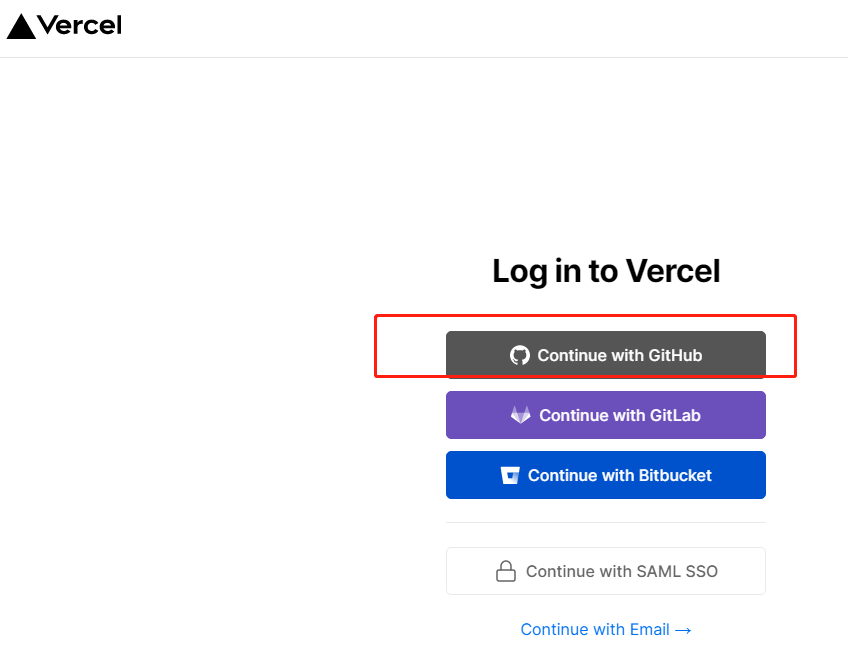 Vercel
Log in to Vercel
Continue with GitHub
Continue with GitLab
Continue with Bitbucket
Continue with SAML SSO
Continue with Email →